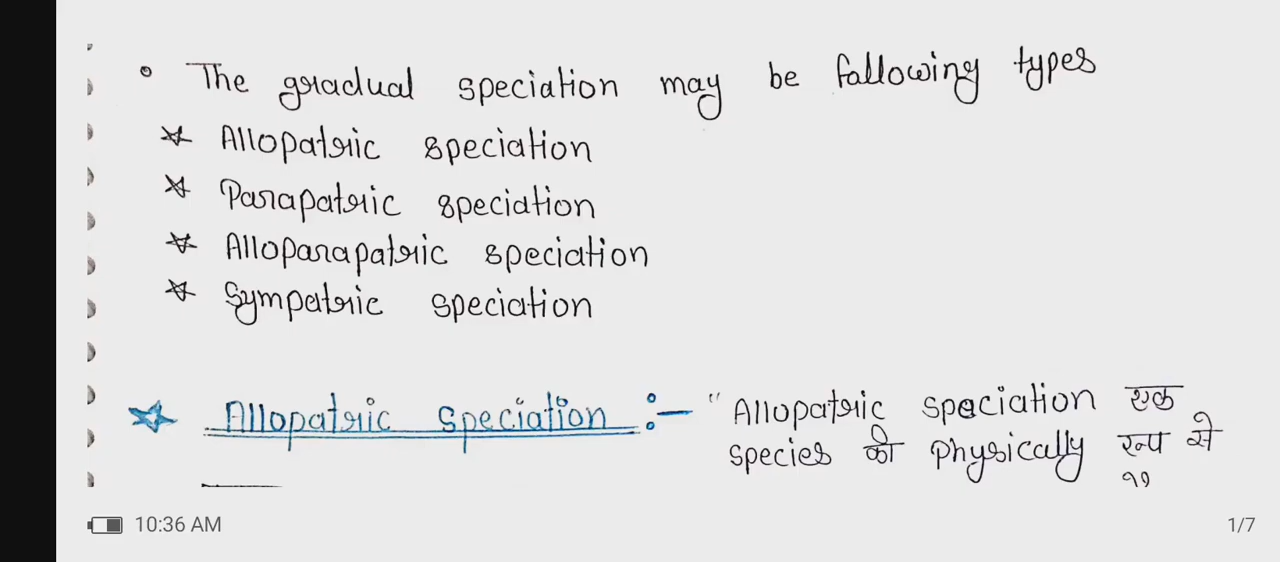 • The gradual speciation may be following types
☆ Allopatric speciation
☆ Parapatric speciation
☆ Alloparapatric speciation
☆ Sympatric speciation
☆ Allopatric speciation :— "Allopatric speciation एक
species को physically रूप से
10:36 AM
1/7